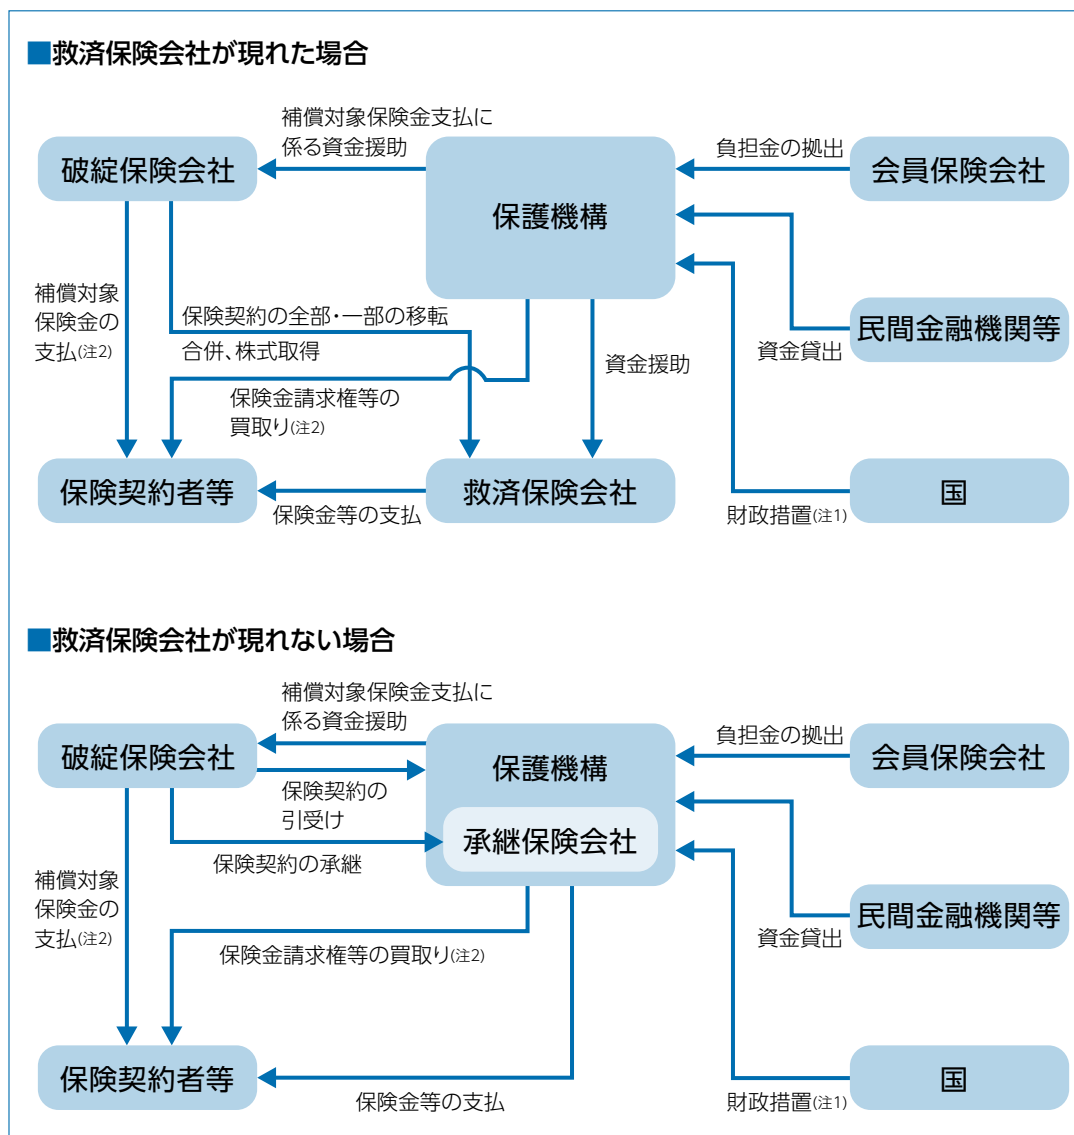 ■救済保険会社が現れた場合
補償対象保険金支払に
係る資金援助
負担金の拠出
破綻保険会社
保護機構
会員保険会社
補償対象
保険金の
支払(注2)
保険契約の全部・一部の移転
合併、株式取得
資金援助
民間金融機関等
資金貸出
保険金請求権等の
買取り(注2)
保険契約者等
保険金等の支払
救済保険会社
国
財政措置(注1)
■救済保険会社が現れない場合
補償対象保険金支払に
係る資金援助
負担金の拠出
破綻保険会社
保護機構
会員保険会社
保険契約の
引受け
承継保険会社
保険契約の承継
補償対象
保険金の
支払(注2)
民間金融機関等
資金貸出
保険金請求権等の買取り(注2)
保険契約者等
保険金等の支払
国
財政措置(注1)